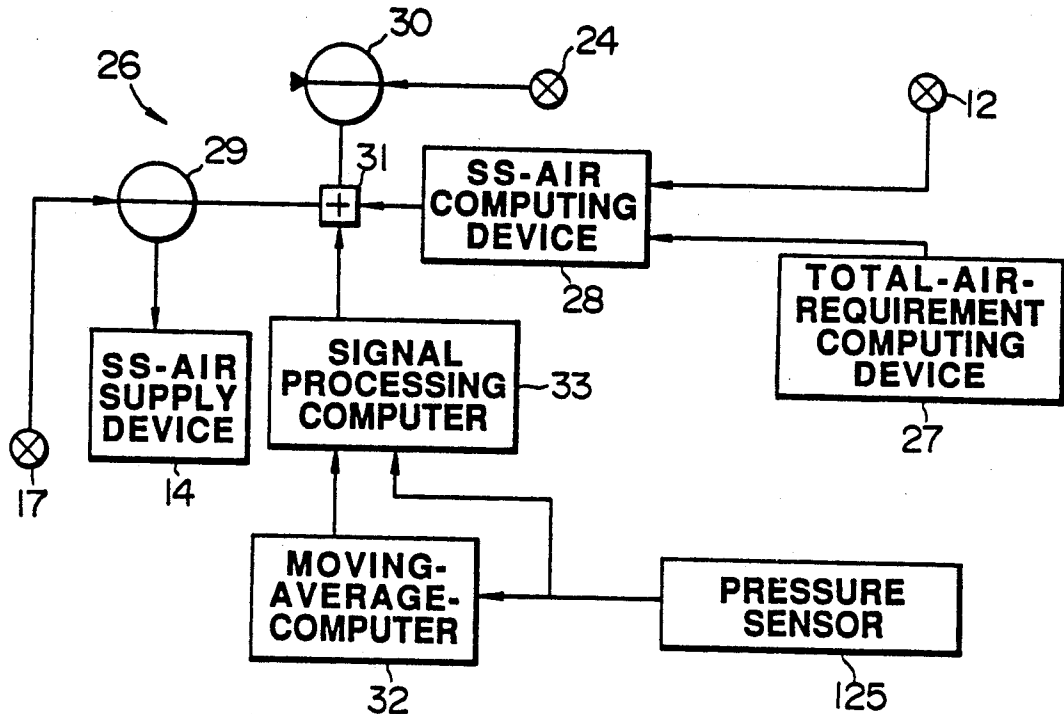 30
24
12
26
29
31
+
SS-AIR
COMPUTING
DEVICE
28
TOTAL-AIR-
REQUIREMENT
COMPUTING
DEVICE
27
SS-AIR
SUPPLY
DEVICE
14
17
SIGNAL
PROCESSING
COMPUTER
33
MOVING-
AVERAGE-
COMPUTER
32
PRESSURE
SENSOR
125